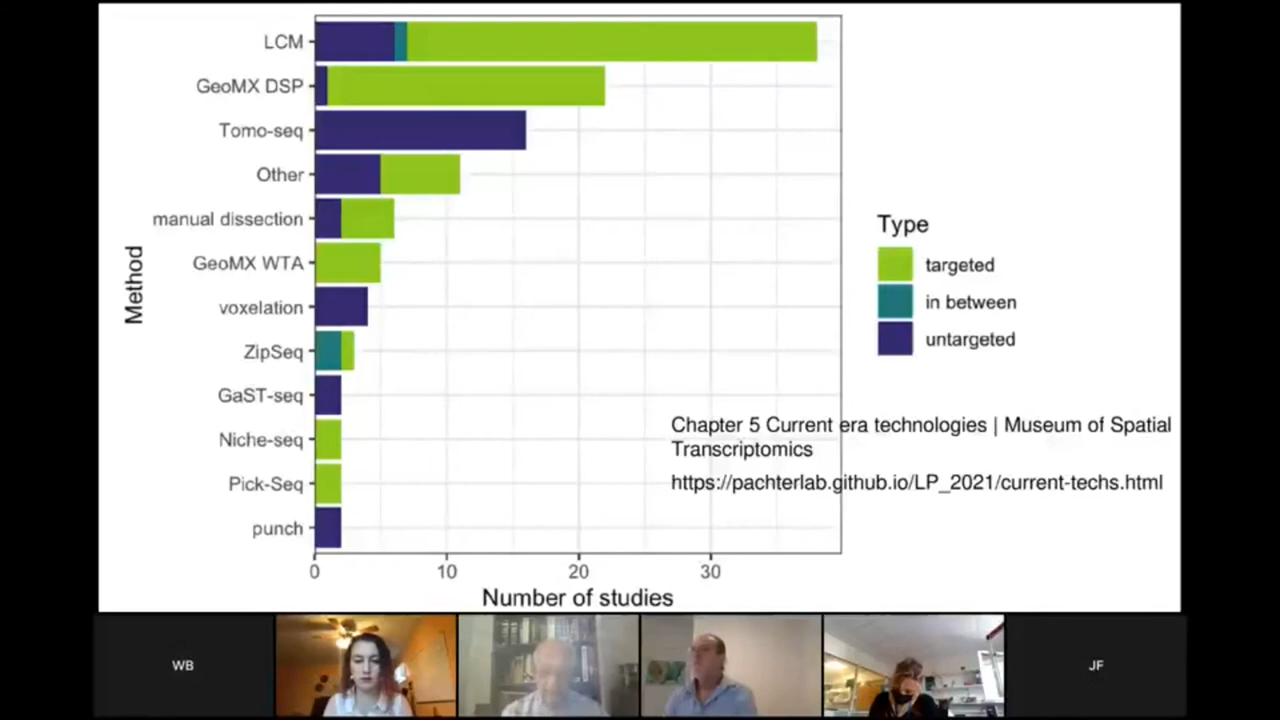 LCM
GeoMX DSP
Tomo-seq
Other
manual dissection
GeoMX WTA
voxelation
ZipSeq
GaST-seq
Niche-seq
Pick-Seq
punch
Method
0 10 20 30
Number of studies
Type
targeted
in between
untargeted
Chapter 5 Current era technologies | Museum of Spatial
Transcriptomics
https://pachterlab.github.io/LP_2021/current-techs.html
WB
JF